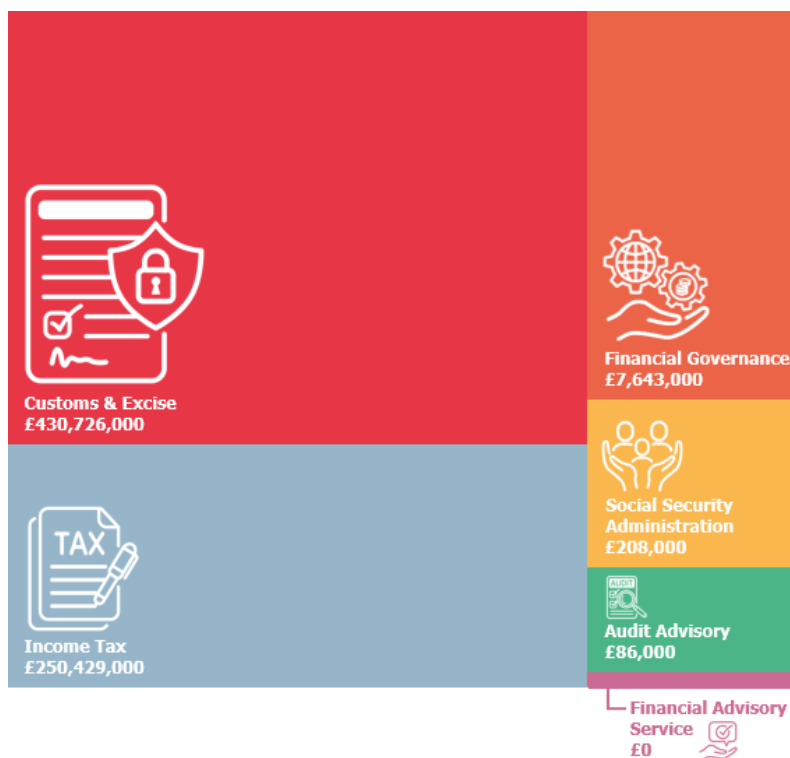 Customs & Excise
£430,726,000
TAX
Income Tax
£250,429,000
Financial Governance
£7,643,000
Social Security
Administration
£208,000
AUDIT
Audit Advisory
£86,000
Financial Advisory
Service
£0